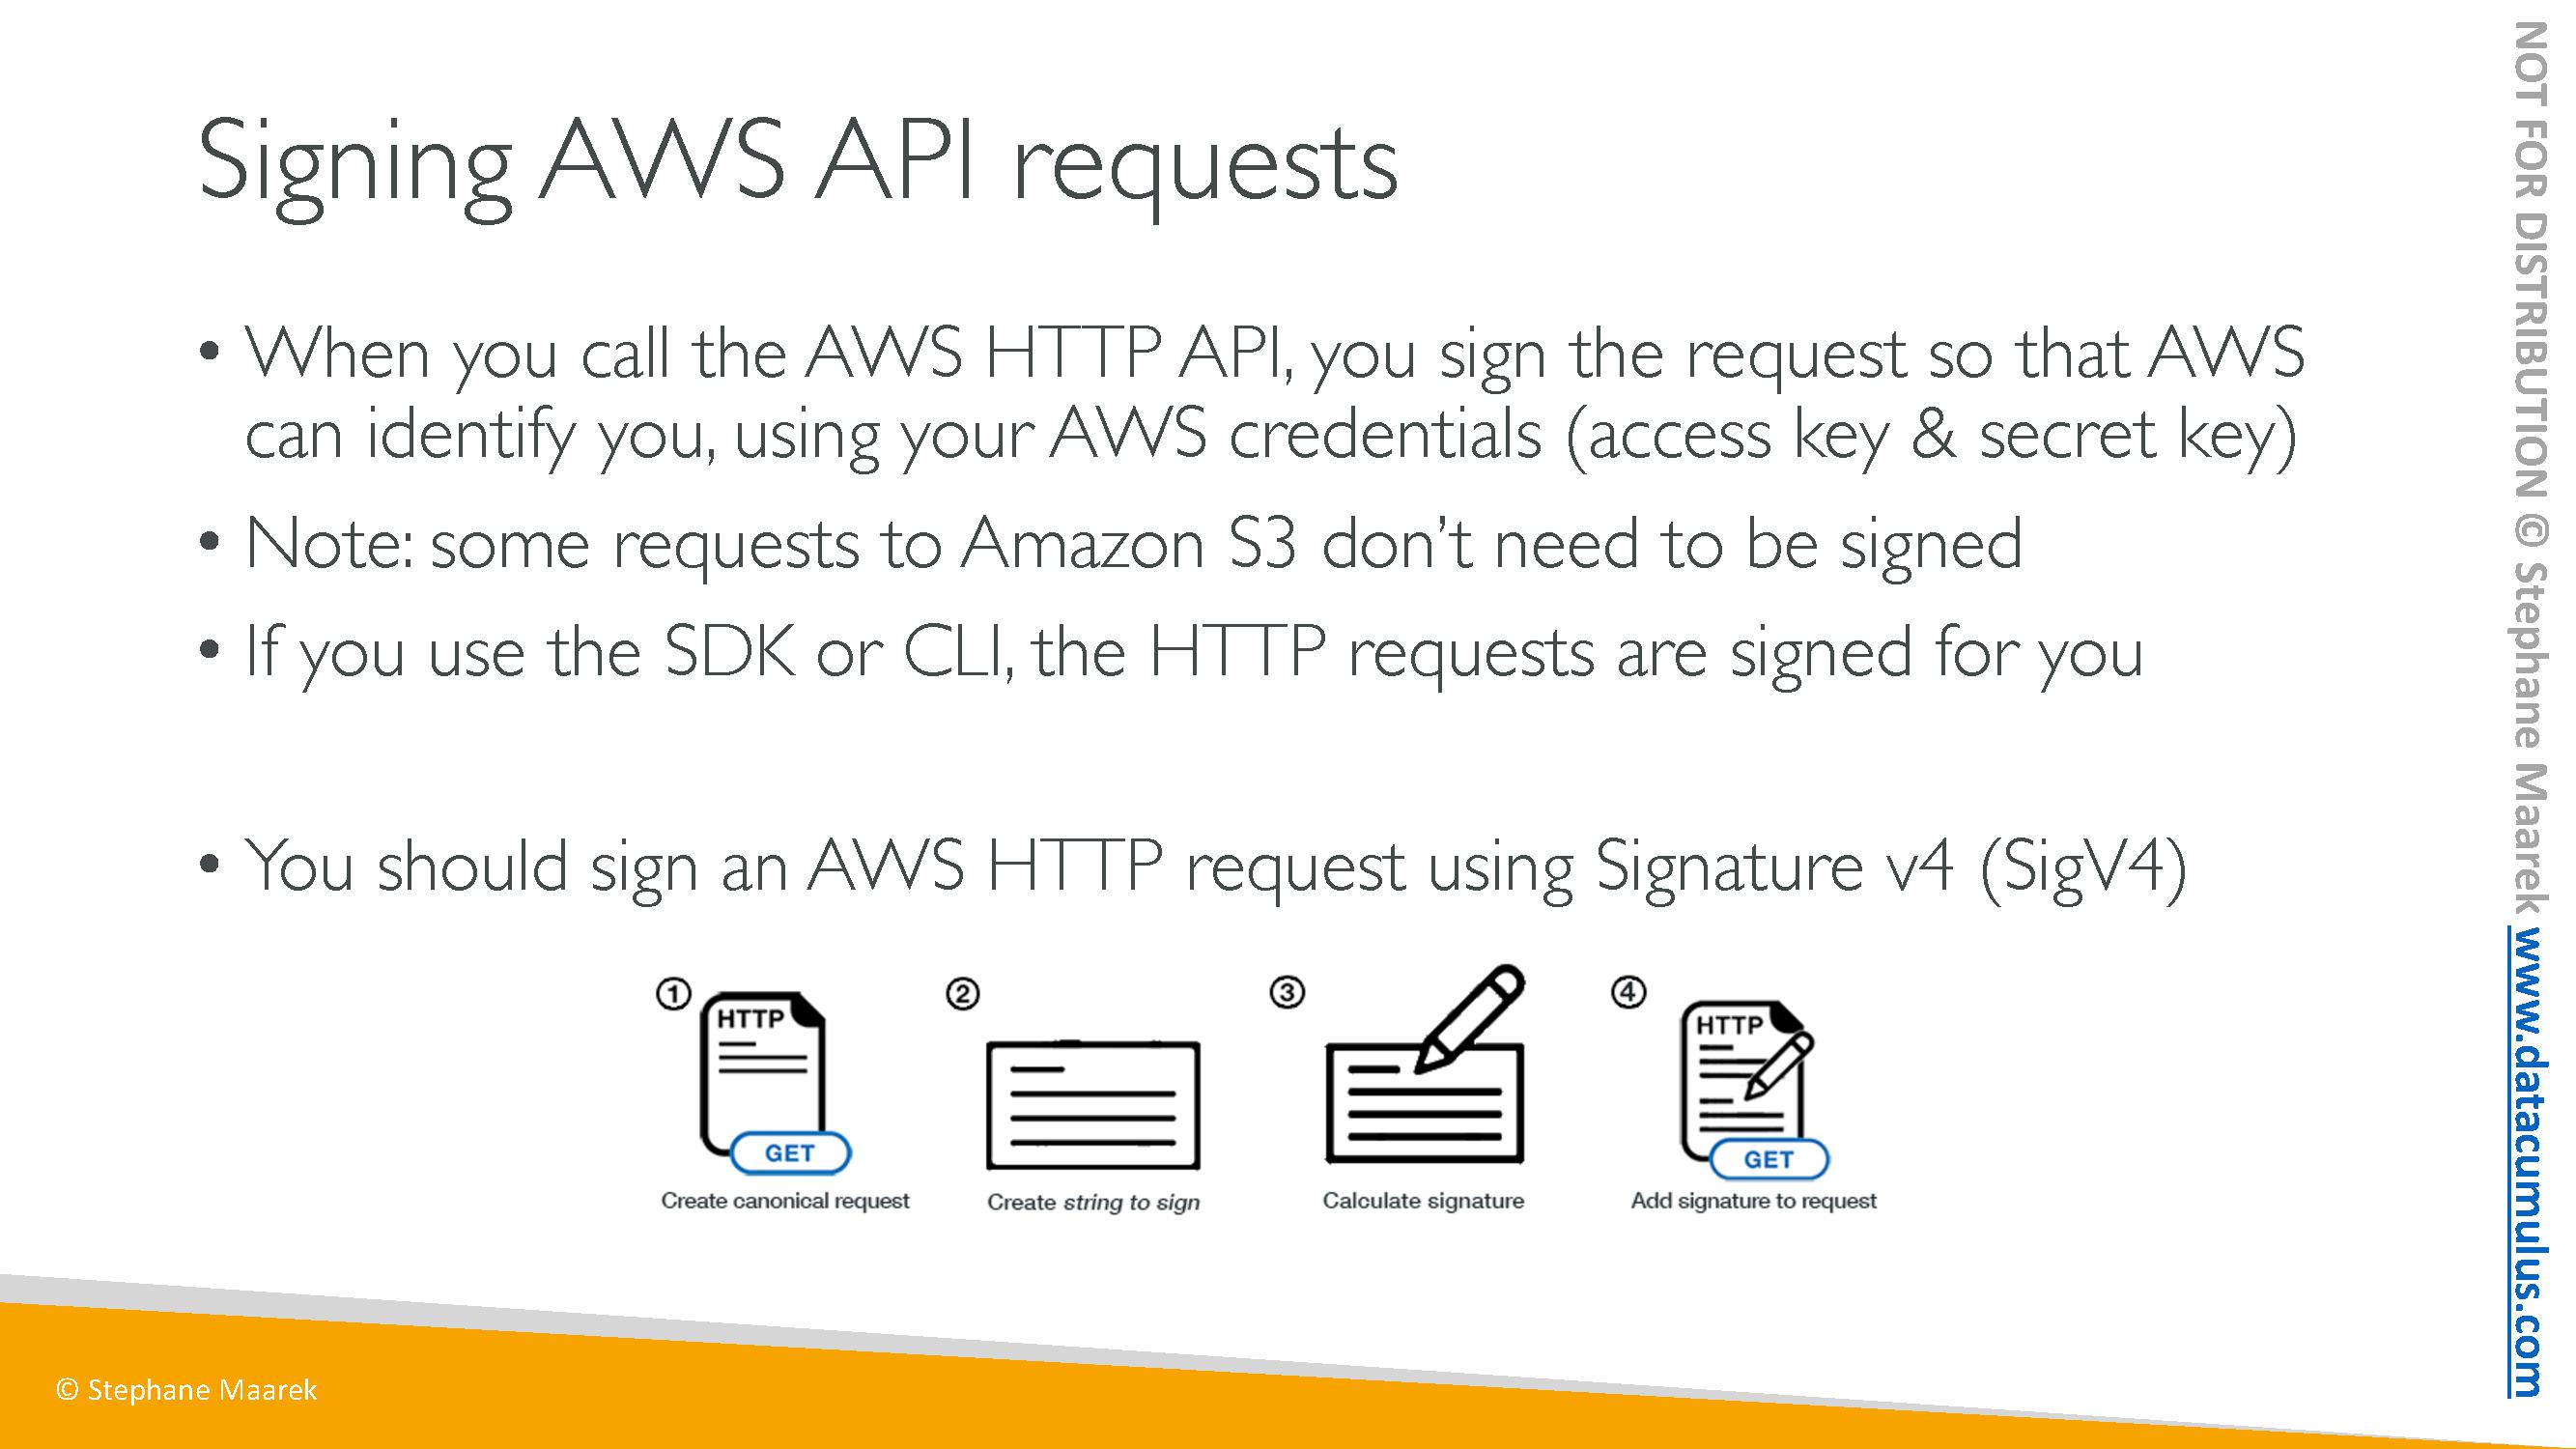 Signing AWS API requests
• When you call the AWS HTTP API, you sign the request so that AWS
can identify you, using your AWS credentials (access key & secret key)
• Note: some requests to Amazon S3 don’t need to be signed
• If you use the SDK or CLI, the HTTP requests are signed for you
• You should sign an AWS HTTP request using Signature v4 (SigV4)
1 2 3 4
HTTP HTTP
GET GET
Create canonical request Create string to sign Calculate signature Add signature to request
© Stephane Maarek
NOT FOR DISTRIBUTION © Stephane Maarek www.datacumulus.com